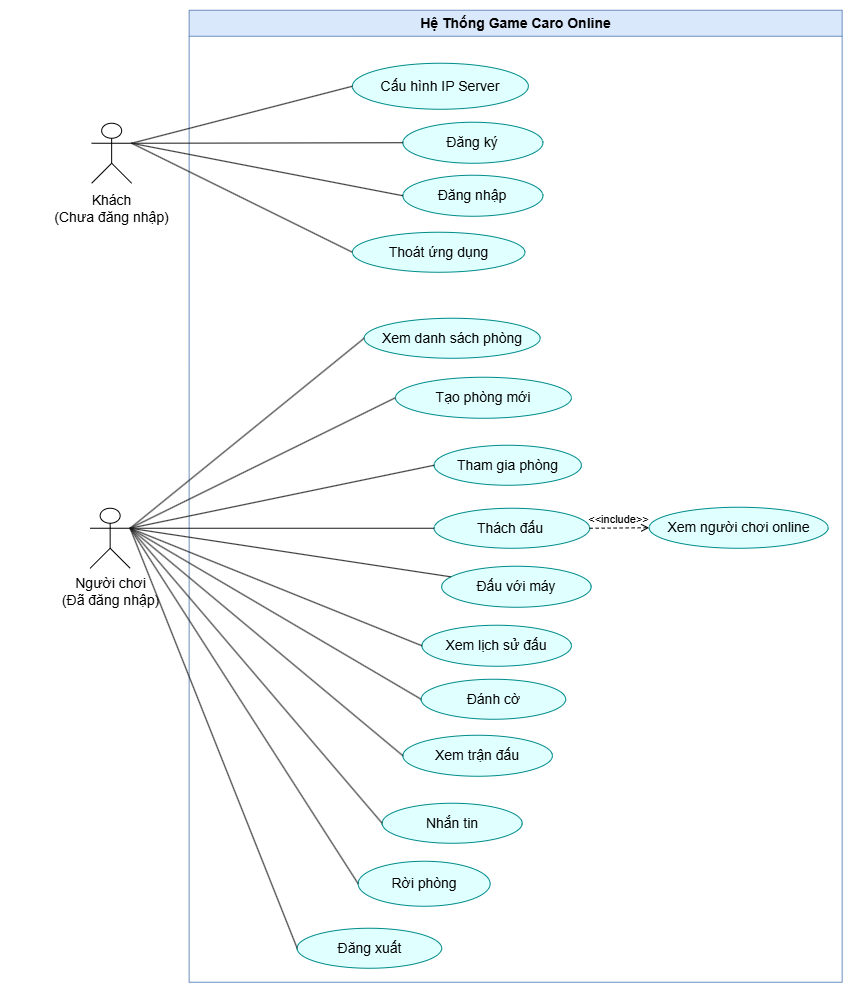 Hệ Thống Game Caro Online
Cấu hình IP Server
Đăng ký
Đăng nhập
Khách
(Chưa đăng nhập)
Thoát ứng dụng
Xem danh sách phòng
Tạo phòng mới
Tham gia phòng
Thách đấu
<<include>>
Xem người chơi online
Người chơi
(Đã đăng nhập)
Đấu với máy
Xem lịch sử đấu
Đánh cờ
Xem trận đấu
Nhắn tin
Rời phòng
Đăng xuất